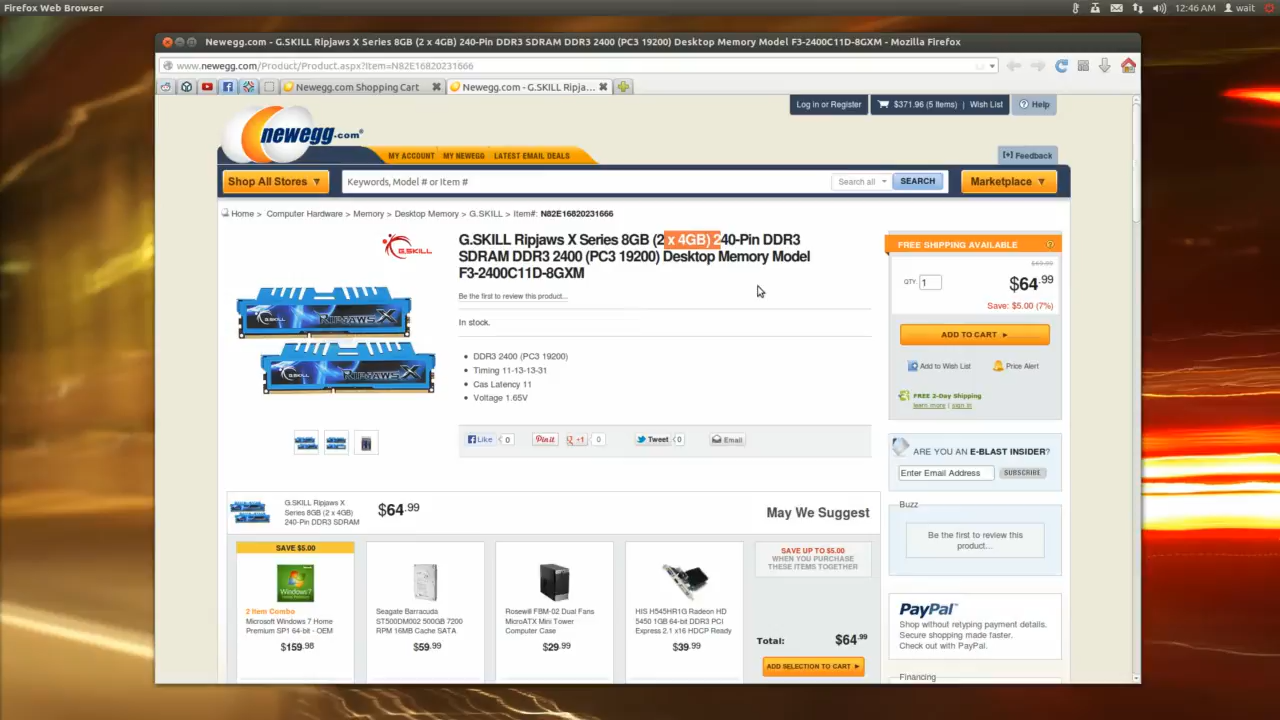 Firefox Web Browser
12:46 AM
wait
Newegg.com - G.SKILL Ripjaws X Series 8GB (2 x 4GB) 240-Pin DDR3 SDRAM DDR3 2400 (PC3 19200) Desktop Memory Model F3-2400C11D-8GXM - Mozilla Firefox
www.newegg.com/Product/Product.aspx?Item=N82E16820231666
Newegg.com Shopping Cart
Newegg.com - G.SKILL Ripja...
Log in or Register
$371.96 (5 Items) | Wish List
Help
newegg.com
MY ACCOUNT MY NEWEGG LATEST EMAIL DEALS
[+] Feedback
Shop All Stores ▼
Keywords, Model # or Item #
Search all
SEARCH
Marketplace ▼
Home > Computer Hardware > Memory > Desktop Memory > G.SKILL > Item#: N82E16820231666
G.SKILL
G.SKILL Ripjaws X Series 8GB (2 x 4GB) 240-Pin DDR3
SDRAM DDR3 2400 (PC3 19200) Desktop Memory Model
F3-2400C11D-8GXM
Be the first to review this product...
In stock.
DDR3 2400 (PC3 19200)
Timing 11-13-13-31
Cas Latency 11
Voltage 1.65V
G.SKILL RIPJAWS X
G.SKILL RIPJAWS X
Like 0
Pin it
+1 0
Tweet 0
Email
FREE SHIPPING AVAILABLE
$69.99
QTY: 1
$64.99
Save: $5.00 (7%)
ADD TO CART ►
Add to Wish List
Price Alert
FREE 2-Day Shipping
learn more | sign in
ARE YOU AN E-BLAST INSIDER?
Enter Email Address
SUBSCRIBE
Buzz
Be the first to review this
product...
PayPal
Shop without retyping payment details.
Secure shopping made faster.
Check out with PayPal.
Financing
G.SKILL Ripjaws X
Series 8GB (2 x 4GB)
240-Pin DDR3 SDRAM
$64.99
May We Suggest
SAVE $5.00
2 Item Combo
Microsoft Windows 7 Home
Premium SP1 64-bit - OEM
$159.98
Seagate Barracuda
ST500DM002 500GB 7200
RPM 16MB Cache SATA
$59.99
Rosewill FBM-02 Dual Fans
MicroATX Mini Tower
Computer Case
$29.99
HIS H545HR1G Radeon HD
5450 1GB 64-bit DDR3 PCI
Express 2.1 x16 HDCP Ready
$39.99
SAVE UP TO $5.00
WHEN YOU PURCHASE
THESE ITEMS TOGETHER
Total: $64.99
ADD SELECTION TO CART ►